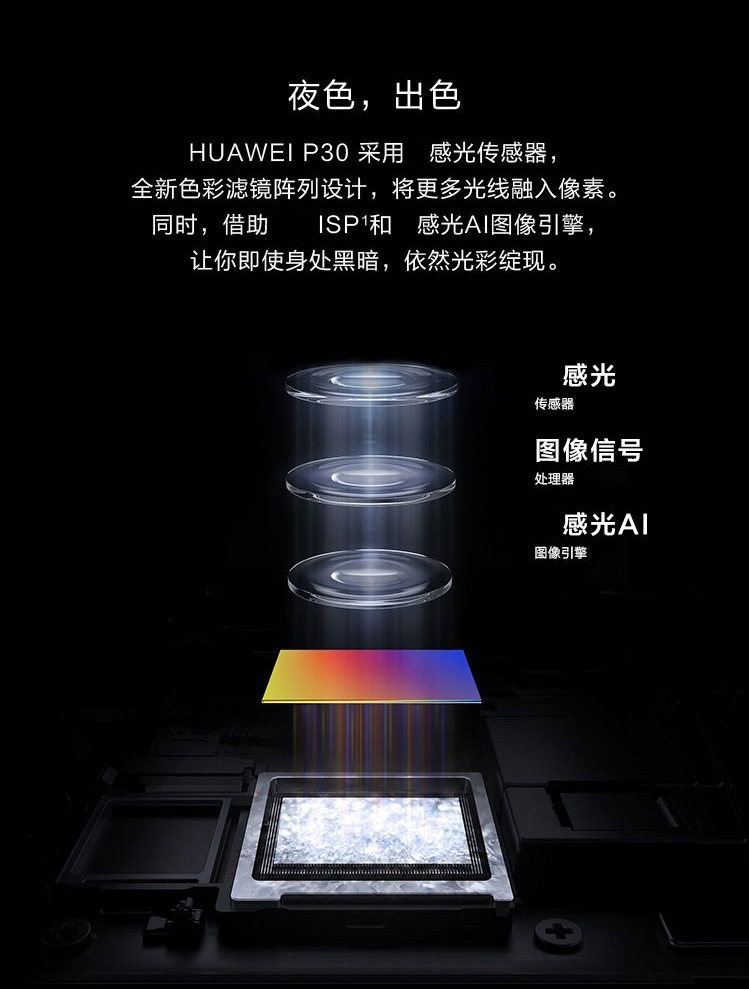 夜色，出色
HUAWEI P30 采用 感光传感器，
全新色彩滤镜阵列设计，将更多光线融入像素。
同时，借助 ISP¹和 感光AI图像引擎，
让你即使身处黑暗，依然光彩绽现。
感光
传感器
图像信号
处理器
感光AI
图像引擎